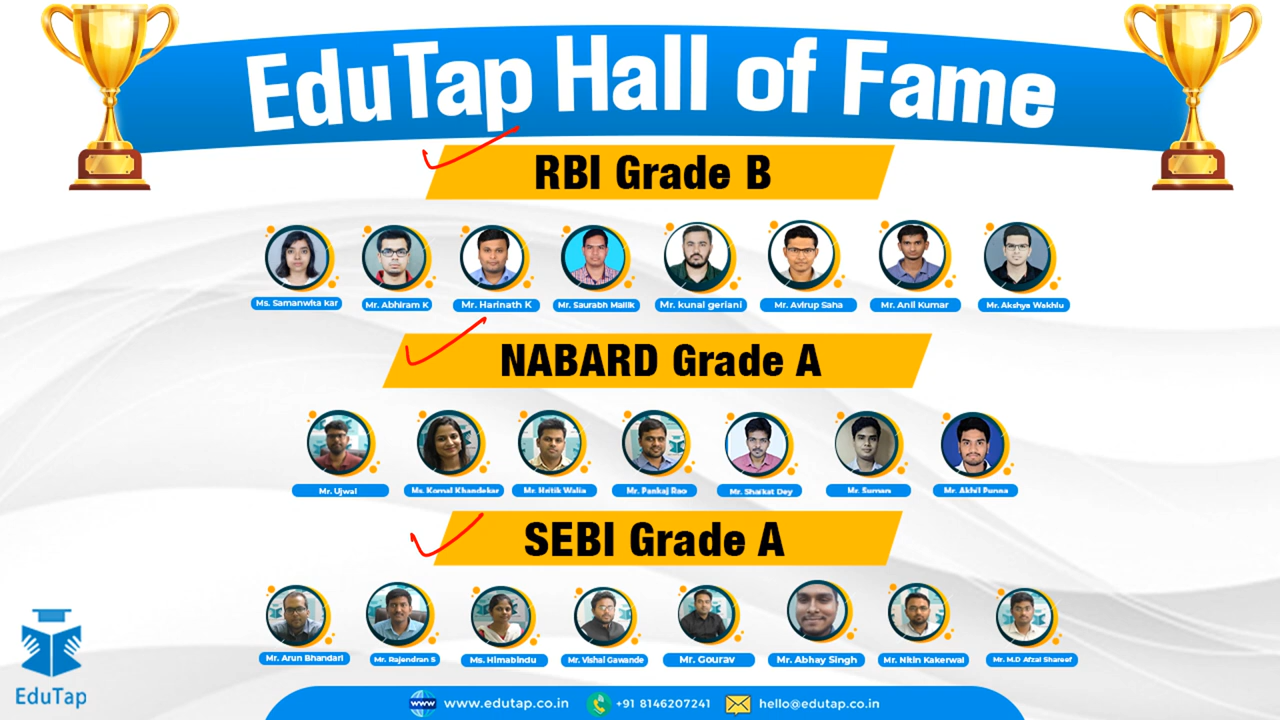 EduTap Hall of Fame
RBI Grade B
Ms. Samanwita kar Mr. Abhiram K Mr. Harinath K Mr. Saurabh Mallik Mr. kunal geriani Mr. Avirup Saha Mr. Anil Kumar Mr. Akshya Wakhlu
NABARD Grade A
Mr. Ujwal Ms. Komal Khandekar Mr. Hritik Walia Mr. Pankaj Rao Mr. Shaikat Dey Mr. Suman Mr. Akhil Punna
SEBI Grade A
Mr. Arun Bhandari Mr. Rajendran S Ms. Himabindu Mr. Vishal Gawande Mr. Gourav Mr. Abhay Singh Mr. Nitin Kakerwal Mr. M.D Afzal Shareef
EduTap
www www.edutap.co.in +91 8146207241 hello@edutap.co.in